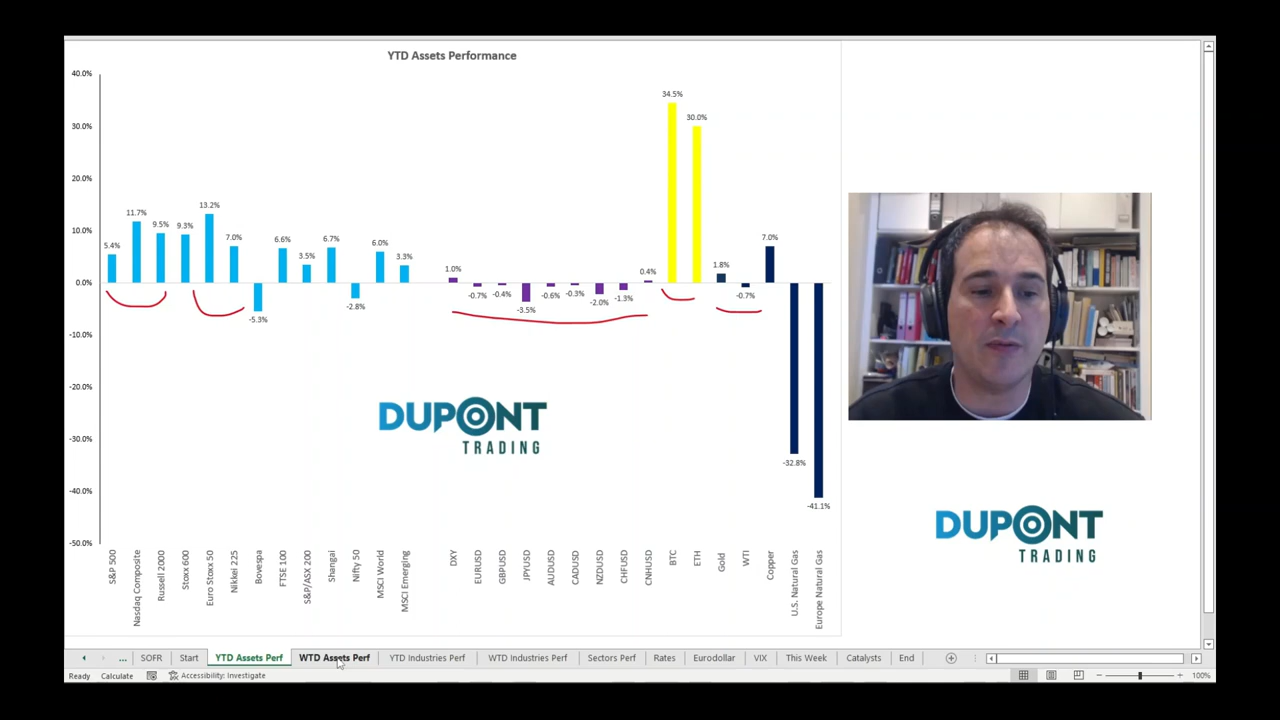 YTD Assets Performance
40.0%
30.0%
20.0%
10.0%
0.0%
-10.0%
-20.0%
-30.0%
-40.0%
-50.0%
5.4%
11.7%
9.5%
9.3%
13.2%
7.0%
-5.3%
6.6%
3.5%
6.7%
-2.8%
6.0%
3.3%
1.0%
-0.7%
-0.4%
-3.5%
-0.6%
-0.3%
-2.0%
-1.3%
0.4%
34.5%
30.0%
1.8%
-0.7%
7.0%
-32.8%
-41.1%
DUPONT
TRADING
S&P 500
Nasdaq Composite
Russell 2000
Stoxx 600
Euro Stoxx 50
Nikkei 225
Bovespa
FTSE 100
S&P/ASX 200
Shangai
Nifty 50
MSCI World
MSCI Emerging
DXY
EURUSD
GBPUSD
JPYUSD
AUDUSD
CADUSD
NZDUSD
CHFUSD
CNHUSD
BTC
ETH
Gold
WTI
Copper
U.S. Natural Gas
Europe Natural Gas
DUPONT
TRADING
... SOFR Start YTD Assets Perf WTD Assets Perf YTD Industries Perf WTD Industries Perf Sectors Perf Rates Eurodollar VIX This Week Catalysts End
Ready Calculate Accessibility: Investigate 100%